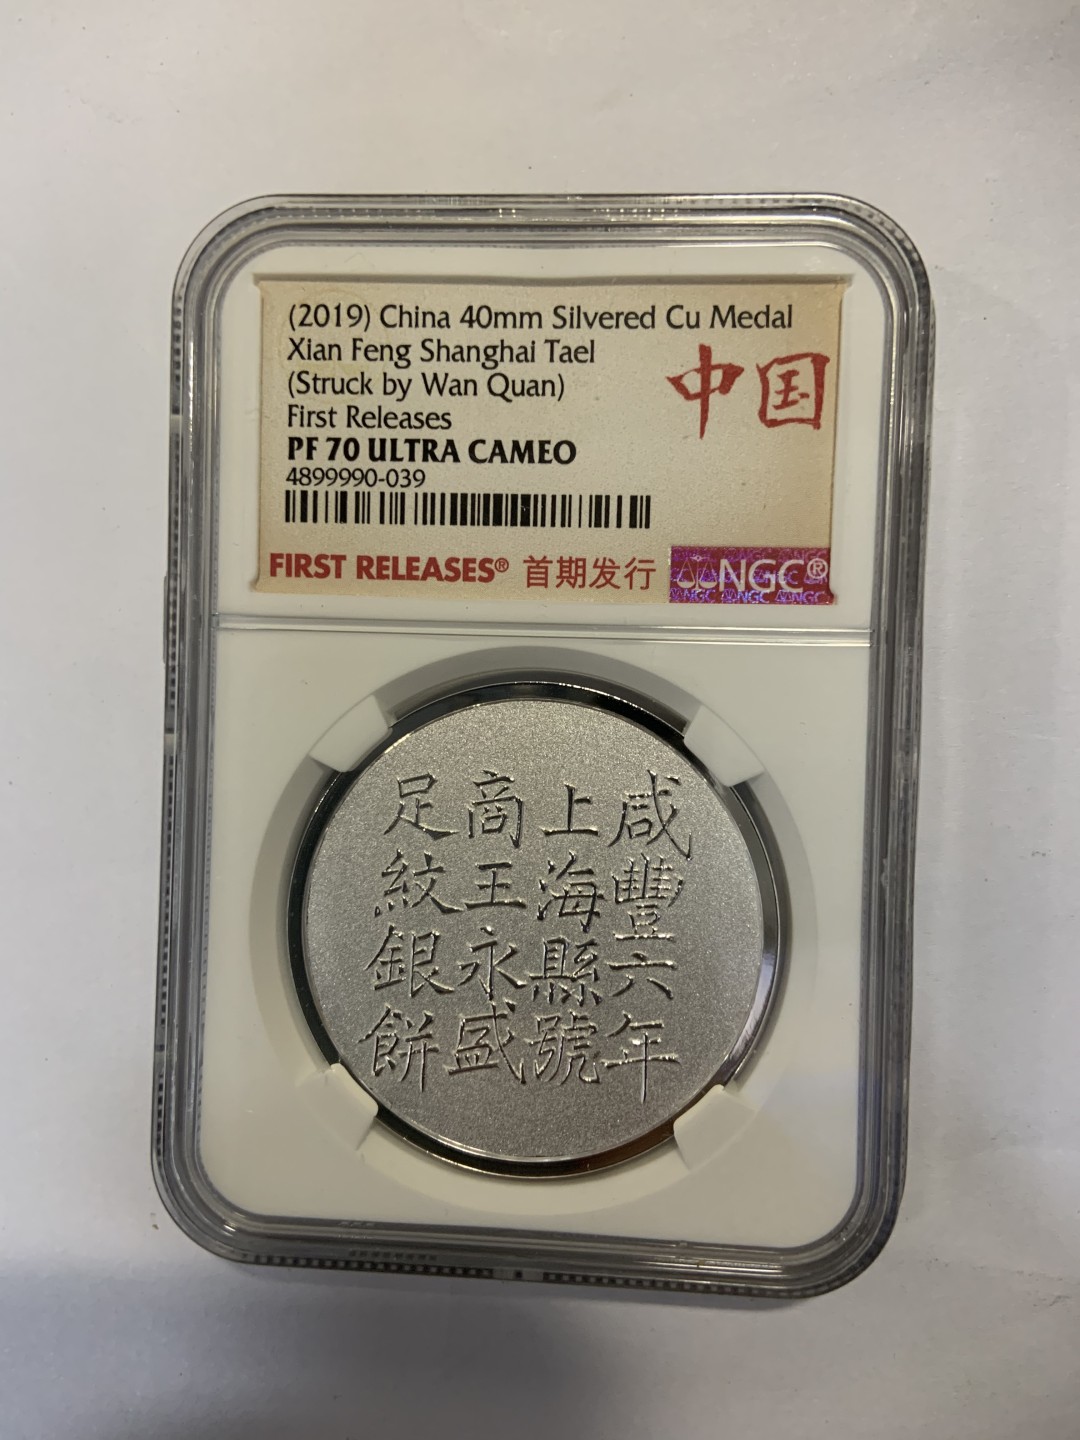 (2019) China 40mm Silvered Cu Medal
Xian Feng Shanghai Tael
(Struck by Wan Quan)
First Releases
PF 70 ULTRA CAMEO
4899990-039
中国
FIRST RELEASES® 首期发行
NGC®
咸豐六年
上海縣號
商王永盛
足紋銀餅